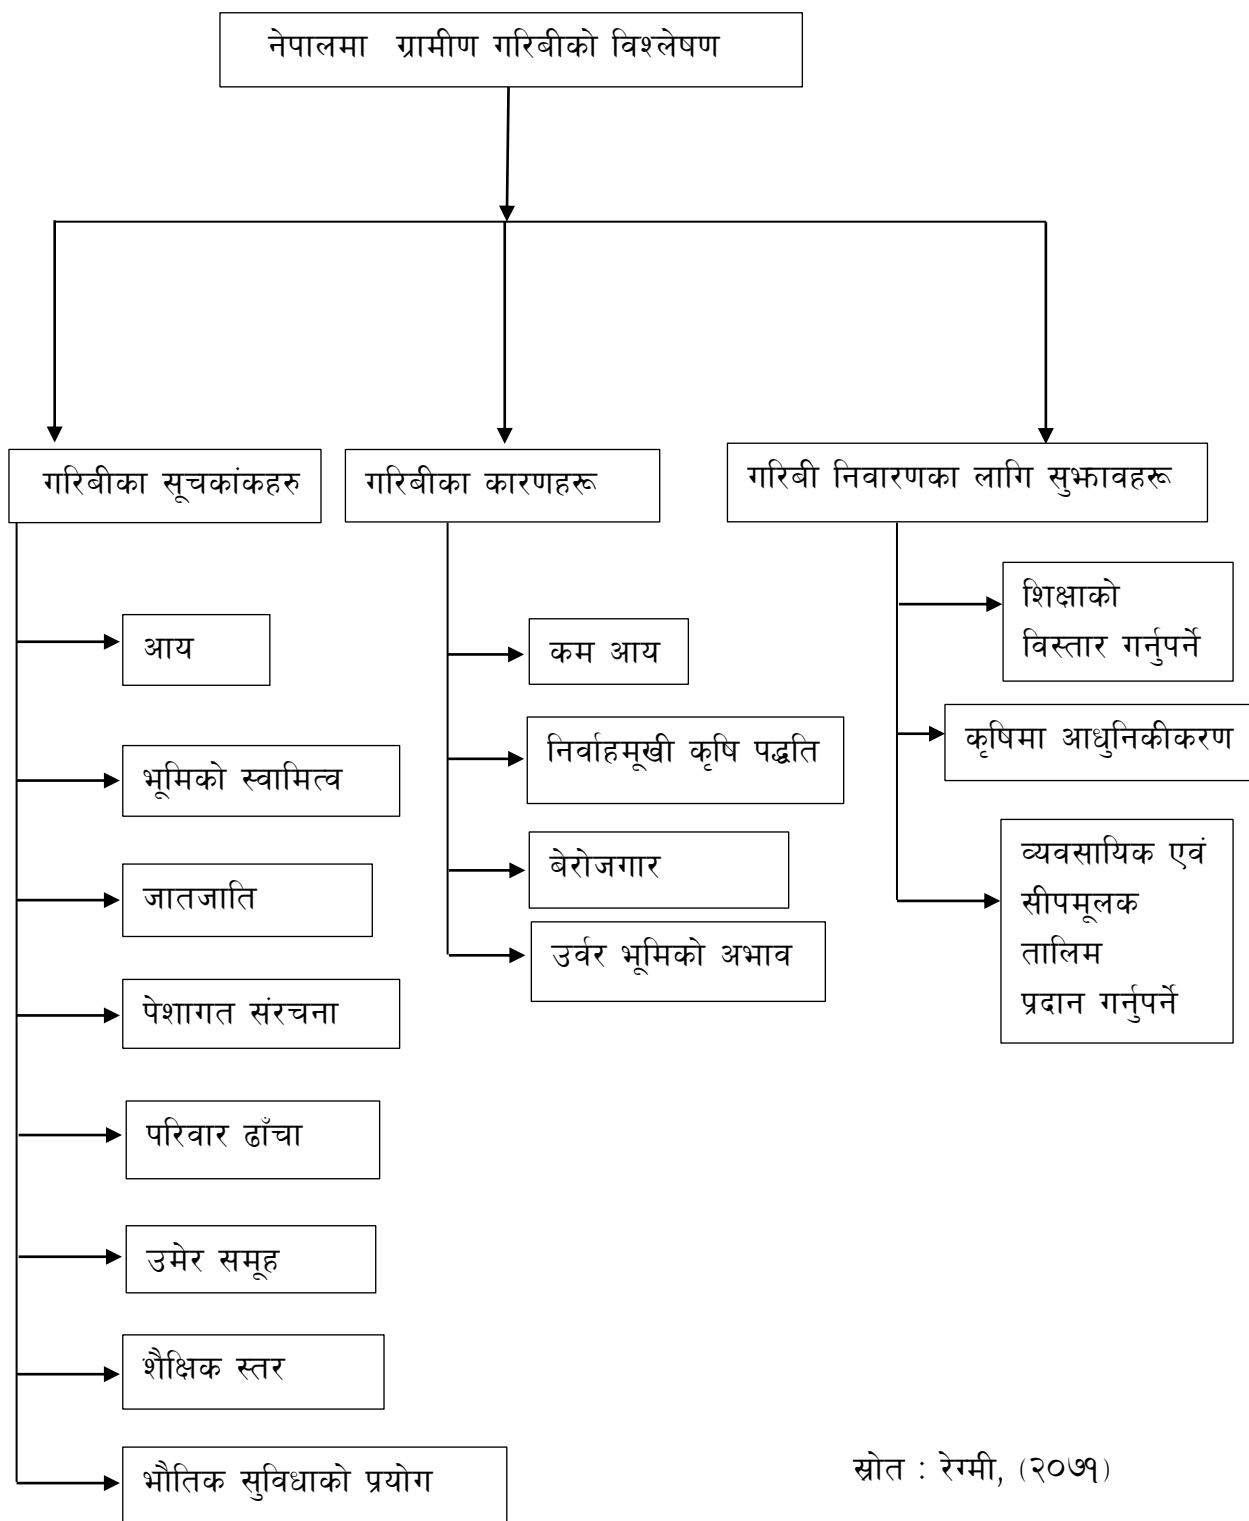 नेपालमा ग्रामीण गरिबीको विश्लेषण
गरिबीका सूचकांकहरु
आय
भूमिको स्वामित्व
जातजाति
पेशागत संरचना
परिवार ढाँचा
उमेर समूह
शैक्षिक स्तर
भौतिक सुविधाको प्रयोग
गरिबीका कारणहरू
कम आय
निर्वाहमूखी कृषि पद्धति
बेरोजगार
उर्वर भूमिको अभाव
गरिबी निवारणका लागि सुझावहरू
शिक्षाको
विस्तार गर्नुपर्ने
कृषिमा आधुनिकीकरण
व्यवसायिक एवं
सीपमूलक
तालिम
प्रदान गर्नुपर्ने
स्रोत : रेग्मी, (२०७१)